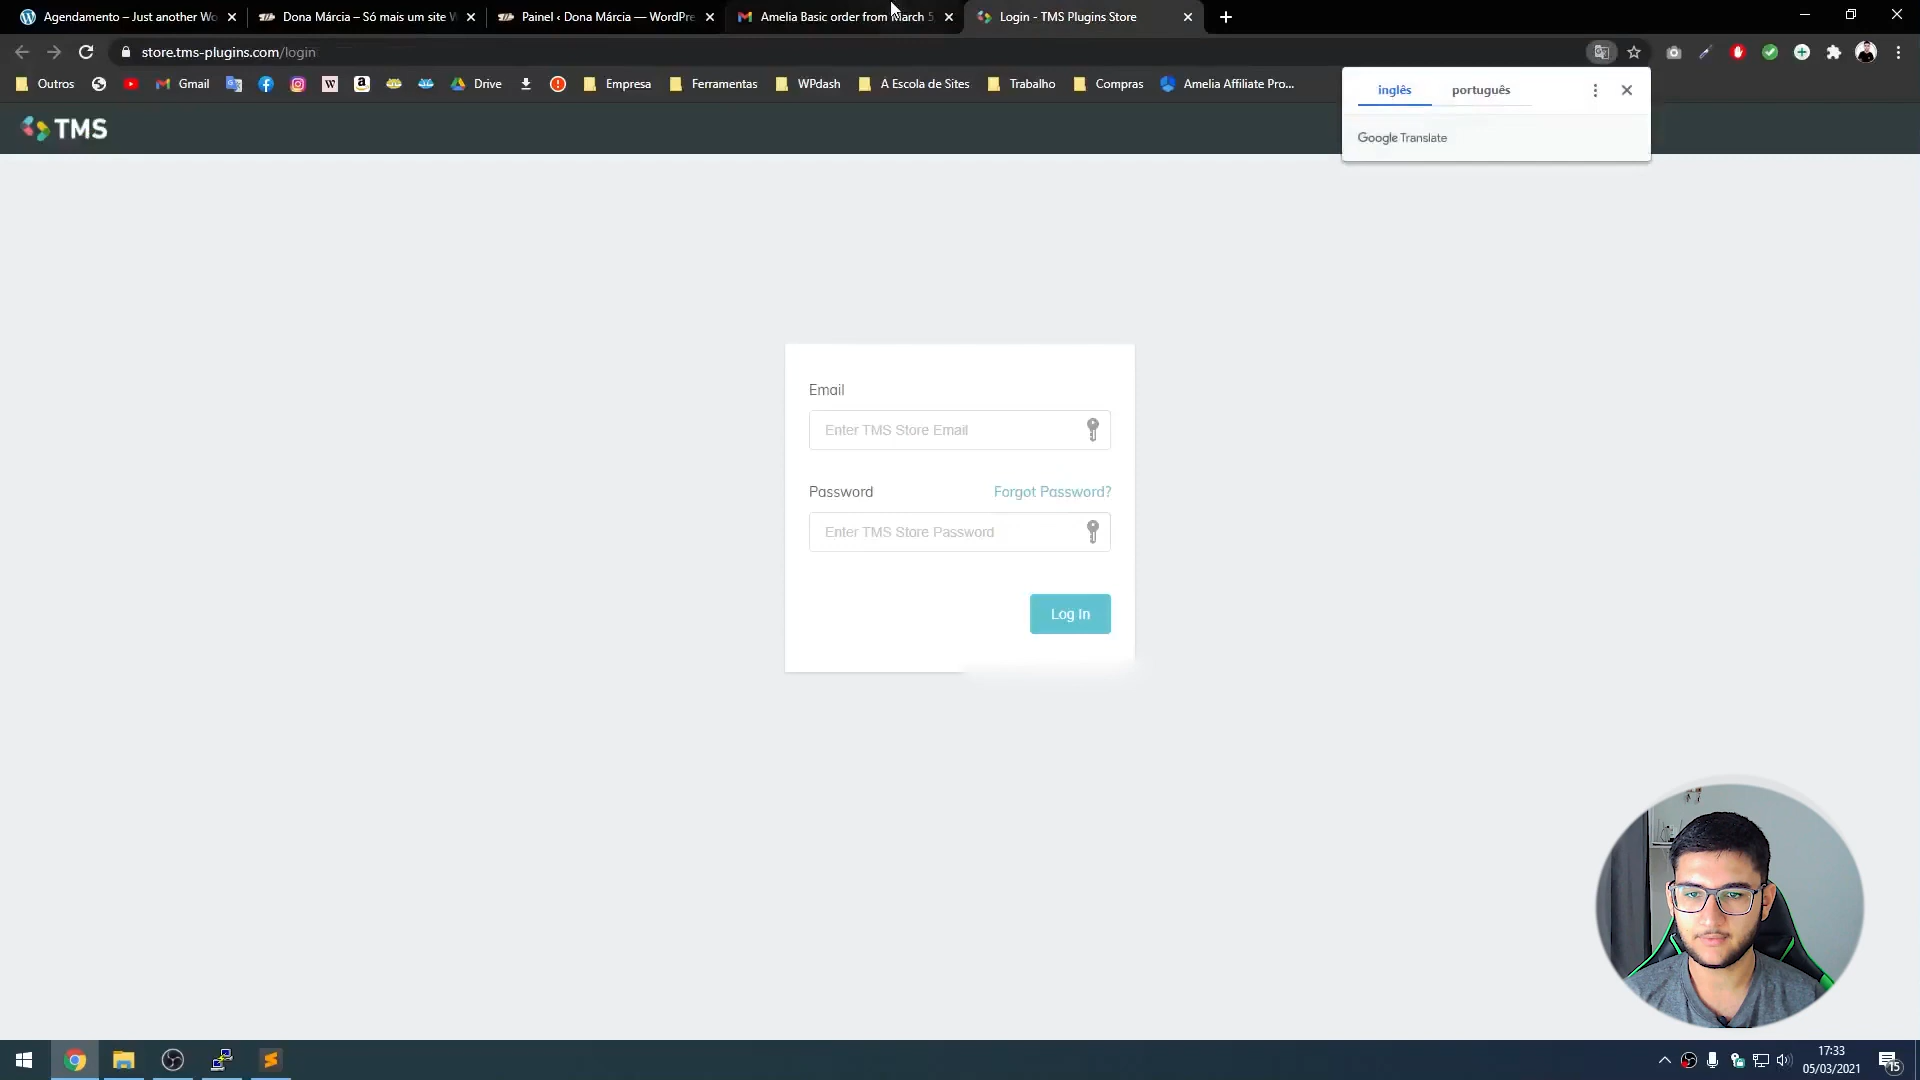 Agendamento – Just another Wo
Dona Márcia – Só mais um site W
Painel ‹ Dona Márcia — WordPre
Amelia Basic order from March 5,
Login - TMS Plugins Store
store.tms-plugins.com/login
Outros
Gmail
Drive
Empresa
Ferramentas
WPdash
A Escola de Sites
Trabalho
Compras
Amelia Affiliate Pro...
inglês
português
Google Translate
TMS
Email
Enter TMS Store Email
Password
Forgot Password?
Enter TMS Store Password
Log In
17:33
05/03/2021
15